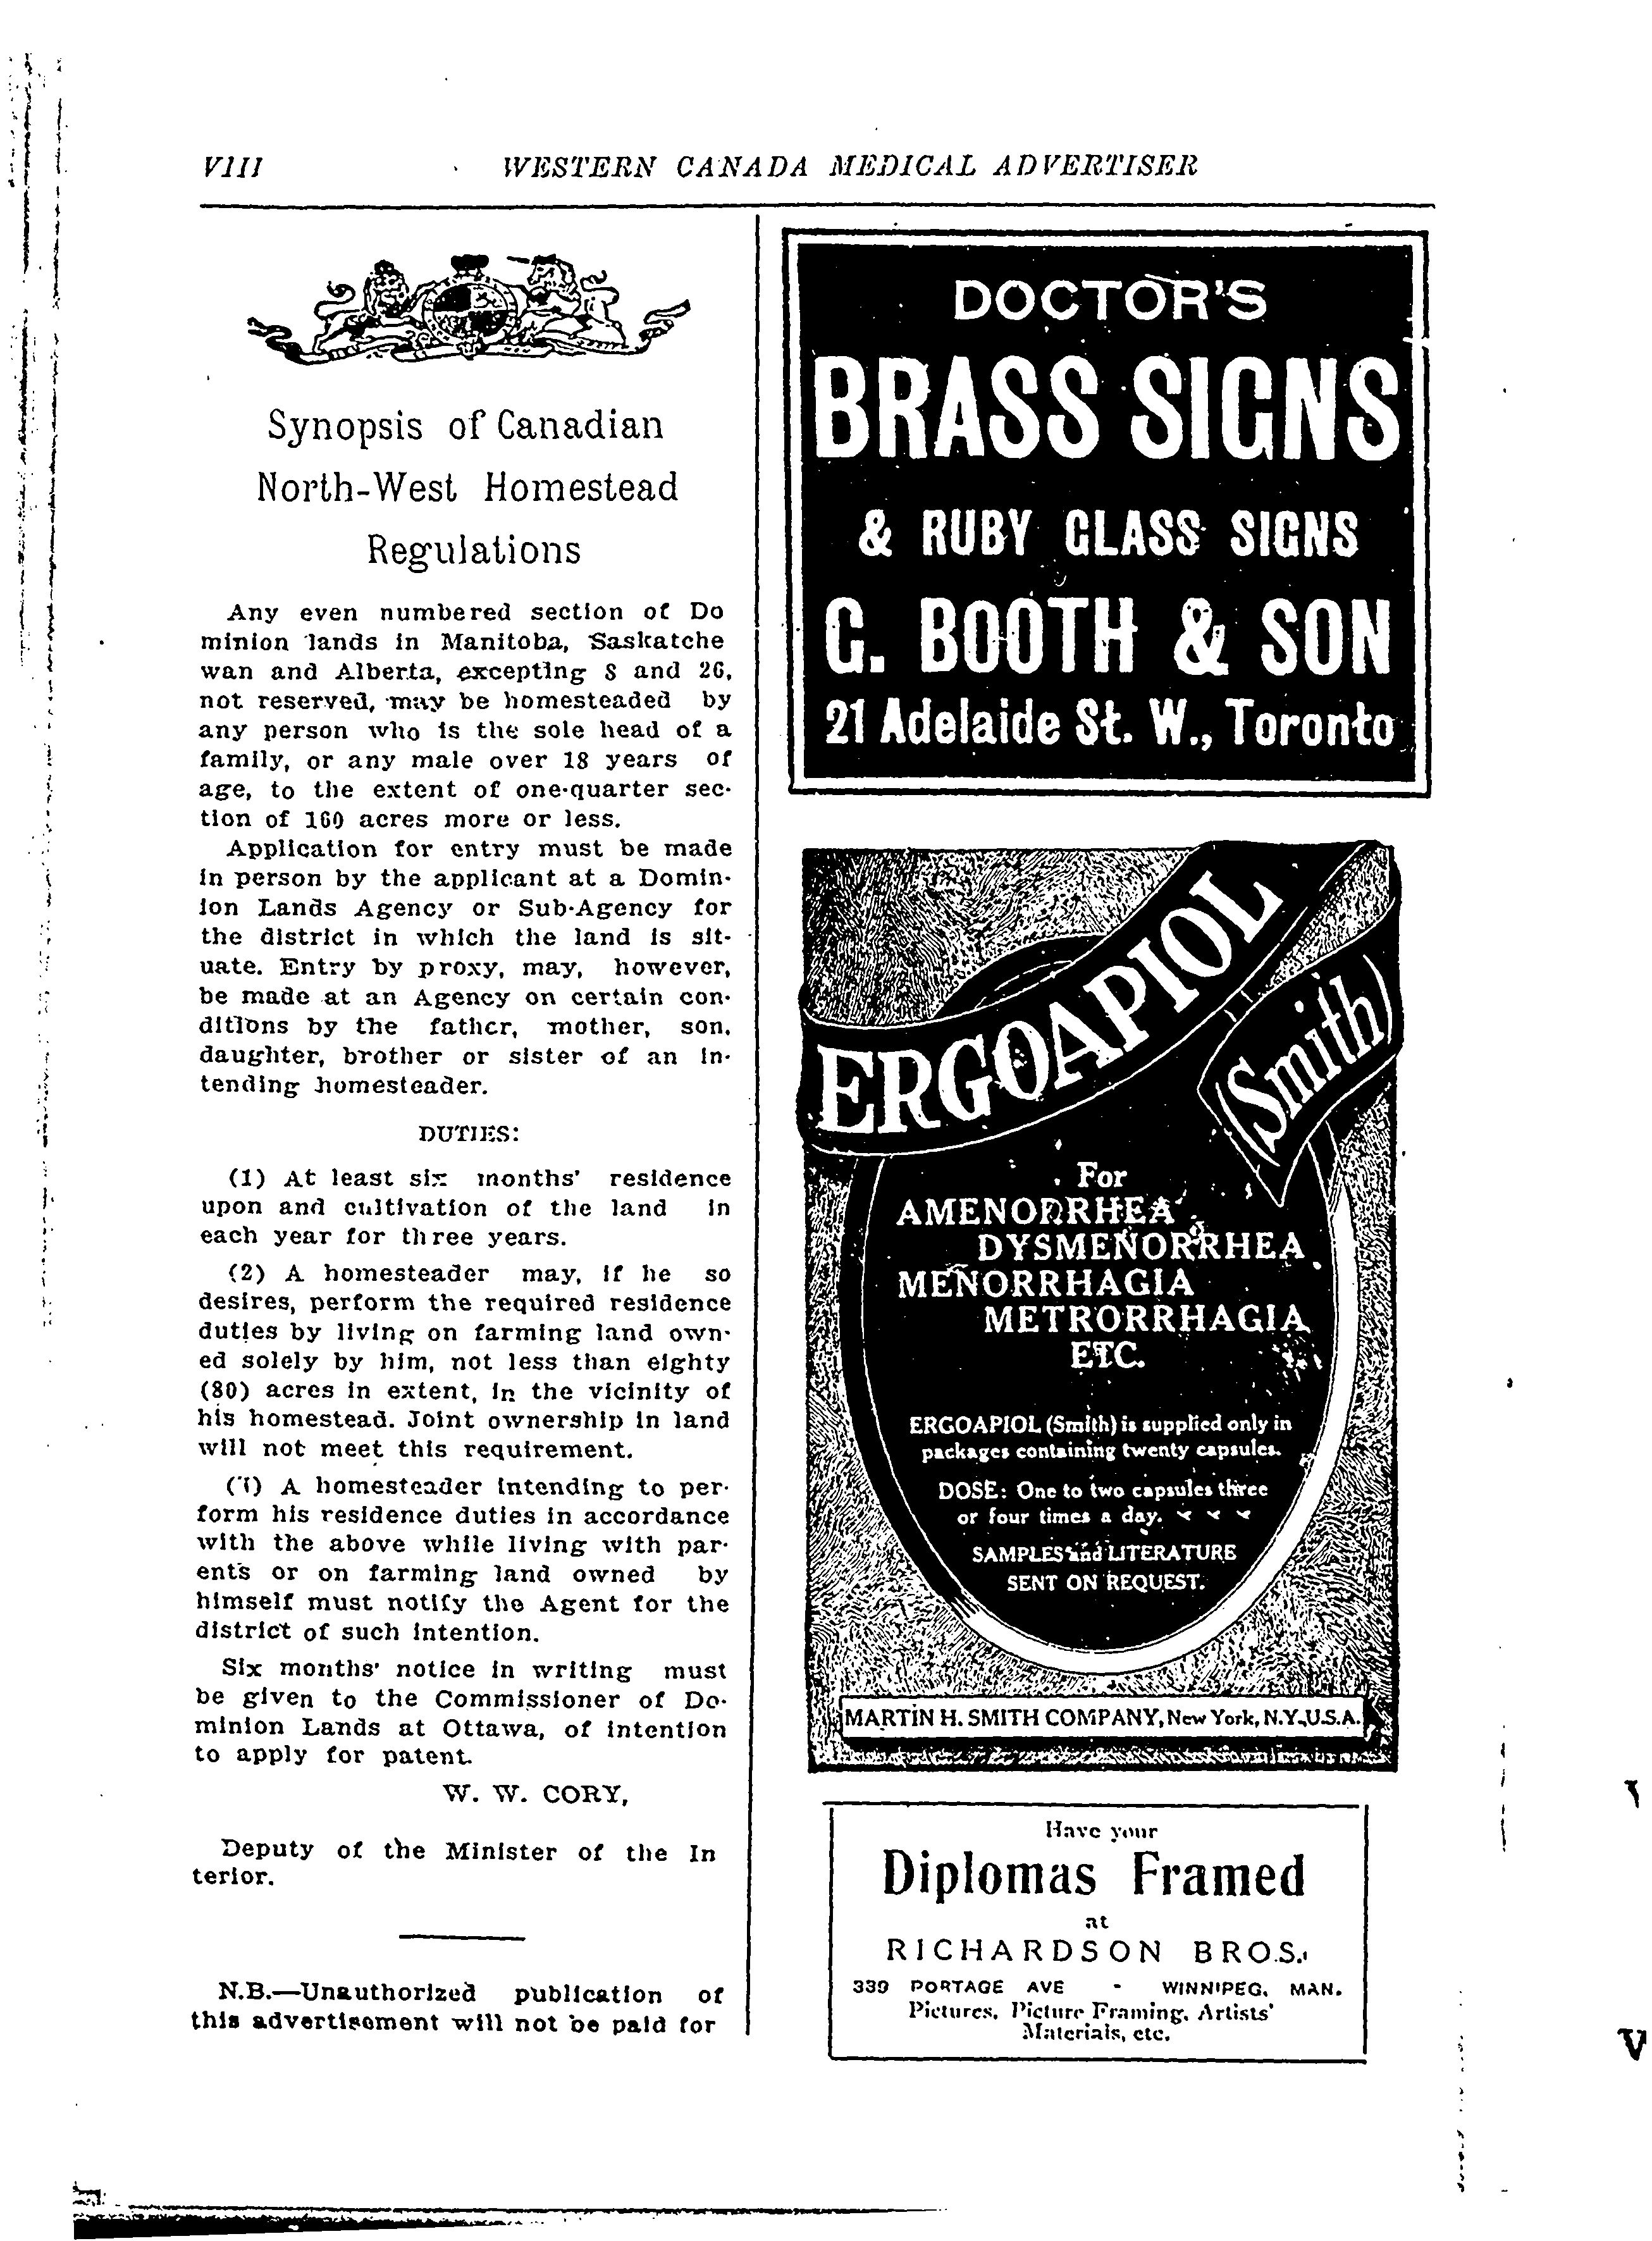 VIII WESTERN CANADA MEDICAL ADVERTISER
Synopsis of Canadian
North-West Homestead
Regulations
Any even numbered section of Do
minion lands in Manitoba, Saskatche
wan and Alberta, excepting 8 and 26,
not reserved, may be homesteaded by
any person who is the sole head of a
family, or any male over 18 years of
age, to the extent of one-quarter sec-
tion of 160 acres more or less.
Application for entry must be made
in person by the applicant at a Domin-
ion Lands Agency or Sub-Agency for
the district in which the land is sit-
uate. Entry by proxy, may, however,
be made at an Agency on certain con-
ditions by the father, mother, son,
daughter, brother or sister of an in-
tending homesteader.
DUTIES:
(1) At least six months' residence
upon and cultivation of the land in
each year for three years.
(2) A homesteader may, if he so
desires, perform the required residence
duties by living on farming land own-
ed solely by him, not less than eighty
(80) acres in extent, in the vicinity of
his homestead. Joint ownership in land
will not meet this requirement.
A homesteader intending to per-
form his residence duties in accordance
with the above while living with par-
ents or on farming land owned by
himself must notify the Agent for the
district of such intention.
Six months' notice in writing must
be given to the Commissioner of Do-
minion Lands at Ottawa, of intention
to apply for patent.
W. W. CORY,
Deputy of the Minister of the In
terior.
N.B.—Unauthorized publication of
this advertisement will not be paid for
DOCTOR'S
BRASS SIGNS
& RUBY GLASS SIGNS
G. BOOTH & SON
21 Adelaide St. W., Toronto
ERGOAPIOL
(Smith)
For
AMENORRHEA
DYSMENORRHEA
MENORRHAGIA
METRORRHAGIA
ETC.
ERGOAPIOL (Smith) is supplied only in
packages containing twenty capsules.
DOSE: One to two capsules three
or four times a day.
SAMPLES and LITERATURE
SENT ON REQUEST.
MARTIN H. SMITH COMPANY, New York, N.Y., U.S.A.
Have your
Diplomas Framed
at
RICHARDSON BROS.,
339 PORTAGE AVE - WINNIPEG, MAN.
Pictures, Picture Framing, Artists'
Materials, etc.